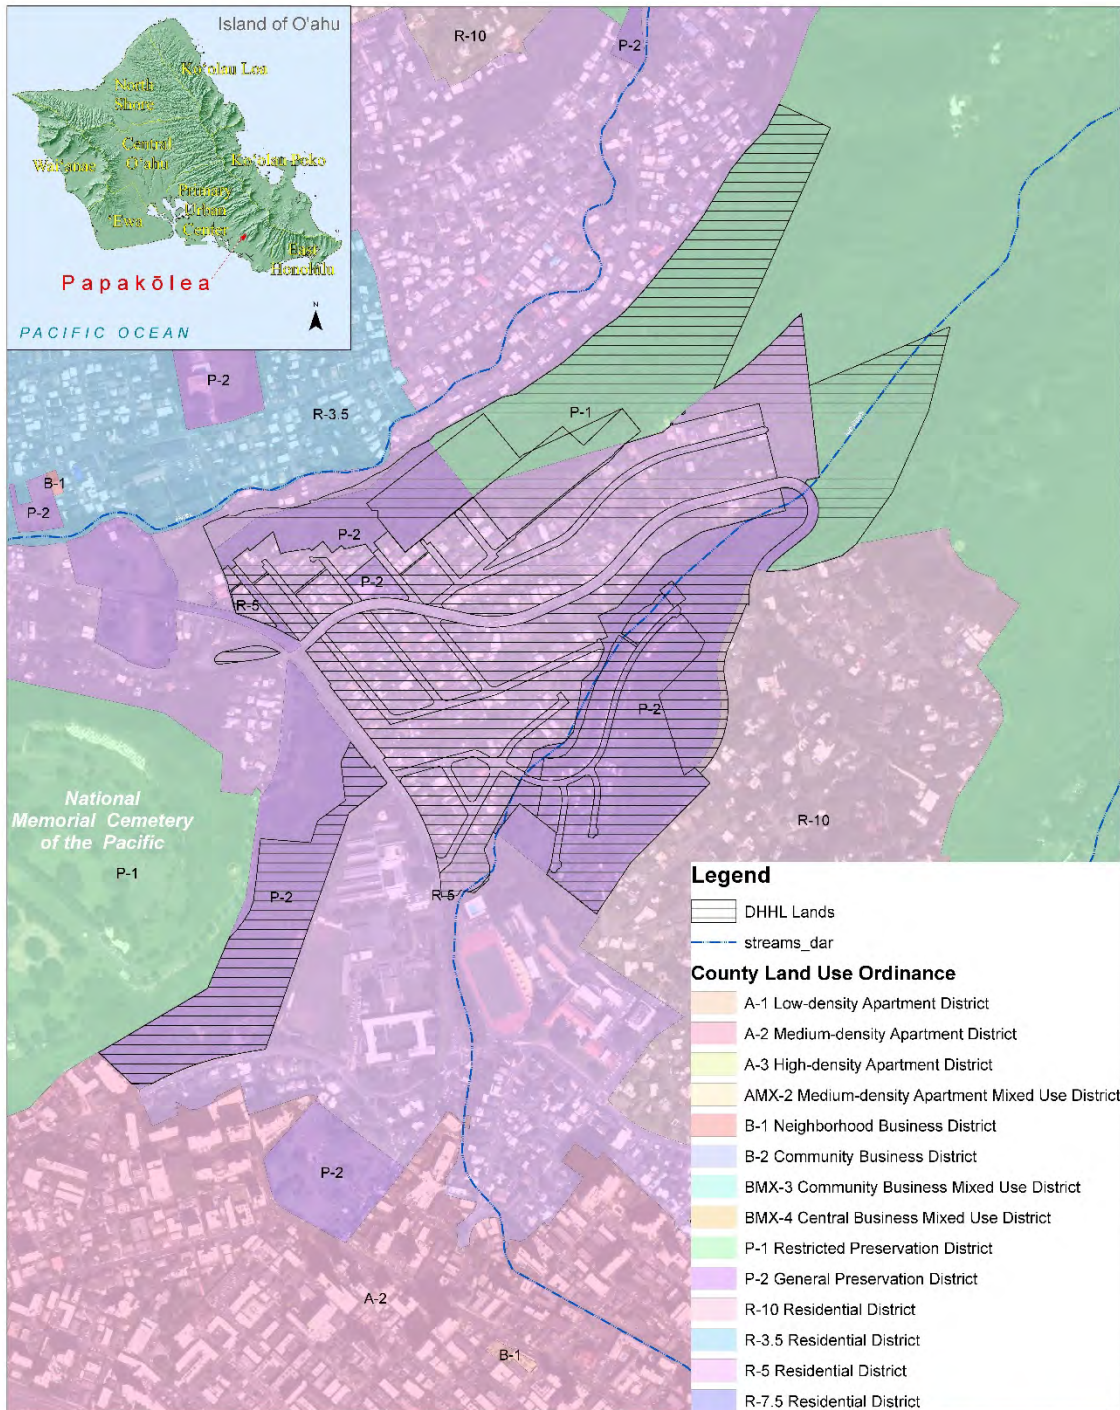 Island of O'ahu
Ko'olau Loa
North
Shore
Central
O'ahu
Wai'anae
Ko'olau Poko
Primary
Urban
Center
'Ewa
East
Honolulu
Papakōlea
N
PACIFIC OCEAN
R-10
P-2
P-2
R-3.5
P-1
B-1
P-2
P-2
P-2
R-5
P-2
National
Memorial Cemetery
of the Pacific
P-1
R-10
P-2
R-5
P-2
A-2
B-1
Legend
DHHL Lands
streams_dar
County Land Use Ordinance
A-1 Low-density Apartment District
A-2 Medium-density Apartment District
A-3 High-density Apartment District
AMX-2 Medium-density Apartment Mixed Use District
B-1 Neighborhood Business District
B-2 Community Business District
BMX-3 Community Business Mixed Use District
BMX-4 Central Business Mixed Use District
P-1 Restricted Preservation District
P-2 General Preservation District
R-10 Residential District
R-3.5 Residential District
R-5 Residential District
R-7.5 Residential District